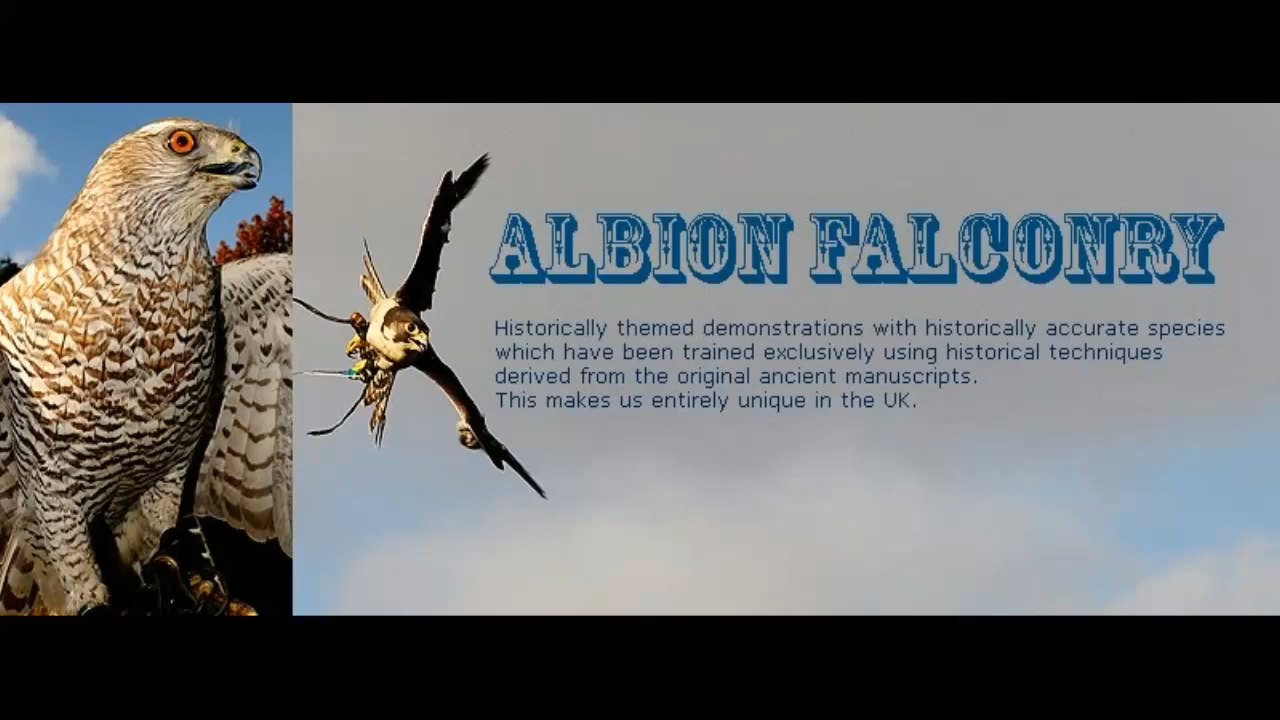 ALBION FALCONRY
Historically themed demonstrations with historically accurate species
which have been trained exclusively using historical techniques
derived from the original ancient manuscripts.
This makes us entirely unique in the UK.